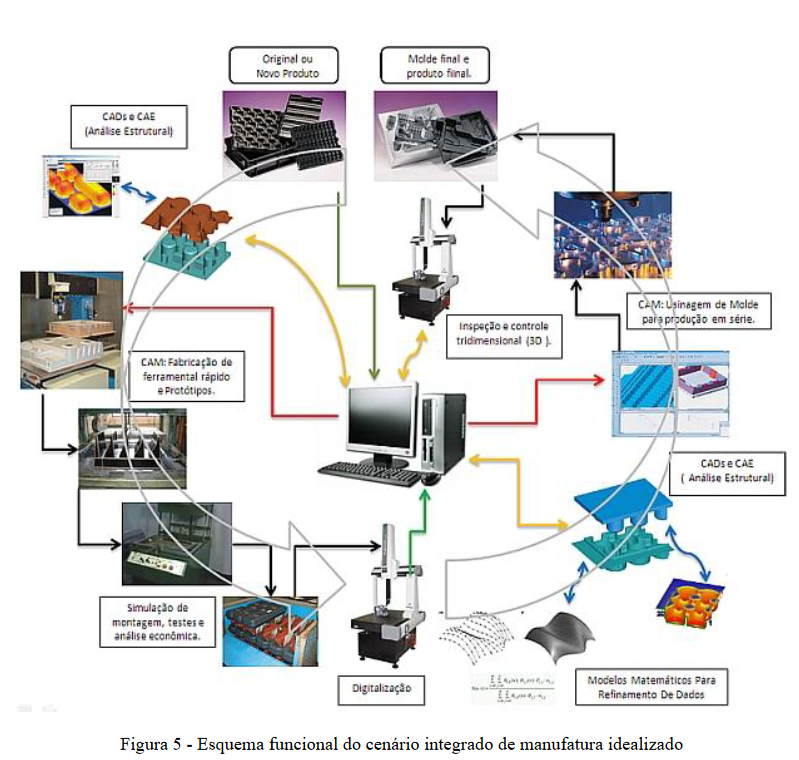 Original ou
Novo Produto
Molde final e
produto fiinal.
CADs e CAE
(Análise Estrutural)
CAM: Usinagem de Molde
para produção em série.
Inspeção e controle
tridimensional (3D ).
CAM: Fabricação de
ferramental rápido
e Protótipos.
CADs e CAE
( Análise Estrutural)
Simulação de
montagem, testes e
análise econômica.
Digitalização
Modelos Matemáticos Para
Refinamento De Dados
Figura 5 - Esquema funcional do cenário integrado de manufatura idealizado